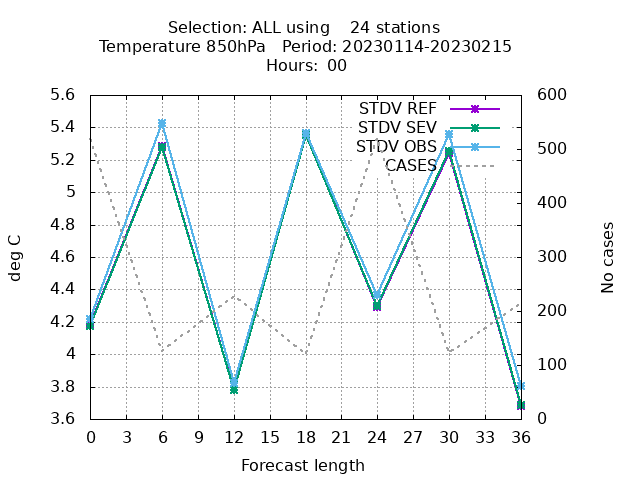 Selection: ALL using    24 stations
Temperature 850hPa   Period: 20230114-20230215
Hours: 00
STDV REF
STDV SEV
STDV OBS
CASES
deg C
5.6
5.4
5.2
5
4.8
4.6
4.4
4.2
4
3.8
3.6
600
500
400
300
200
100
0
No cases
0 3 6 9 12 15 18 21 24 27 30 33 36
Forecast length